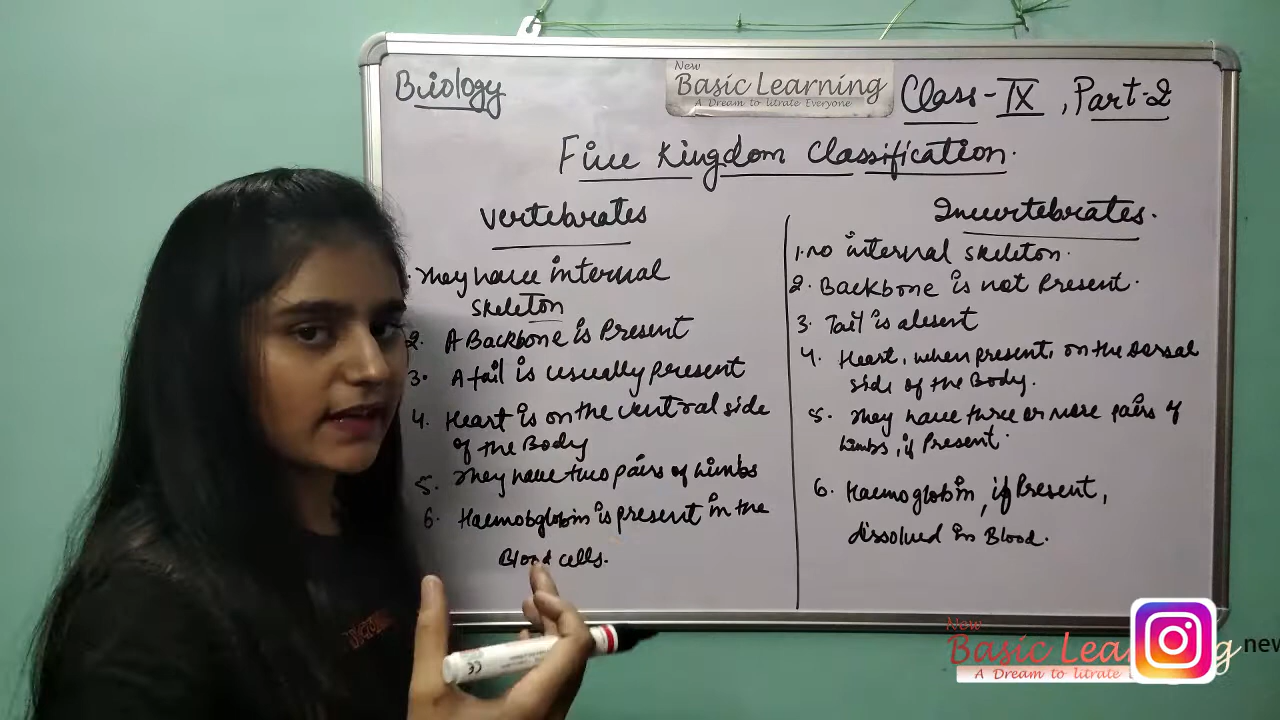 Biology
New
Basic Learning
A Dream to litrate Everyone
Class-IX, Part-2
Five Kingdom Classification.
Vertebrates
They have internal
skeleton
2. A Backbone is Present
3. A tail is usually present
4. Heart is on the ventral side
of the Body
5. They have two pairs of Limbs
6. Haemobglobin is present in the
Blood cells.
Invertebrates.
1. no internal skeleton.
2. Backbone is not Present.
3. Tail is absent
4. Heart, when present, on the Dorsal
side of the Body.
5. They have three or more pairs of
Limbs, if Present.
6. Haemoglobin, if Present,
dissolved in Blood.
New
Basic Learning
A Dream to litrate
new